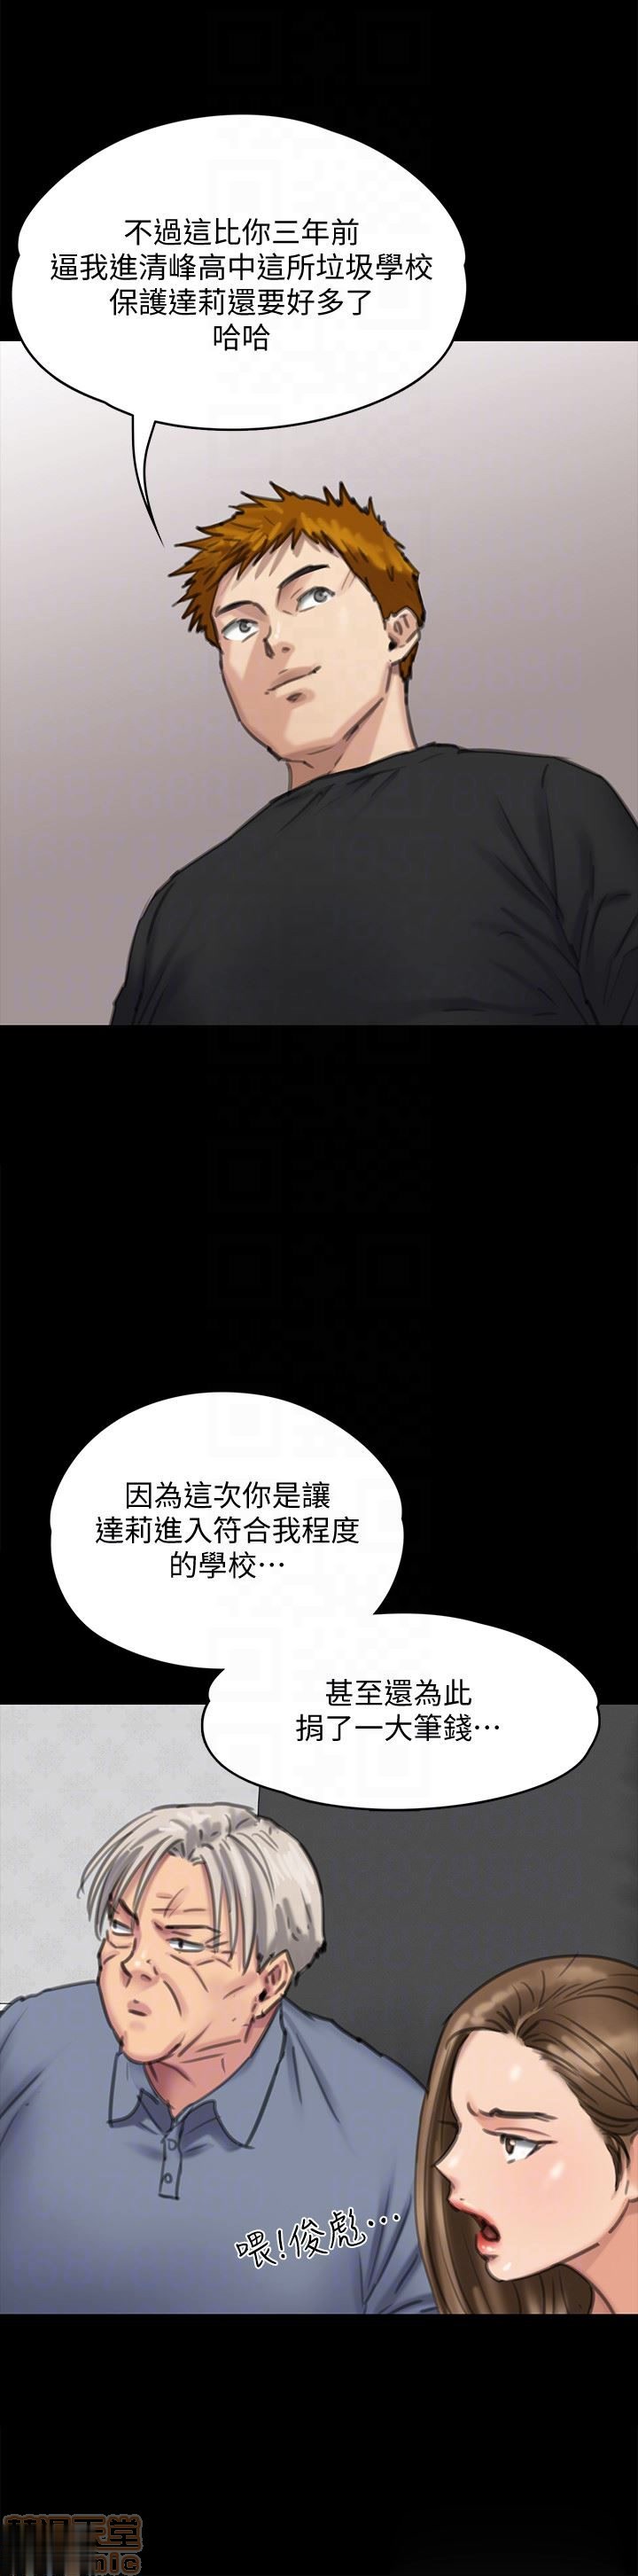 不過這比你三年前
逼我進清峰高中這所垃圾學校
保護達莉還要好多了
哈哈
因為這次你是讓
達莉進入符合我程度
的學校…
甚至還為此
捐了一大筆錢…
喂!俊彪…